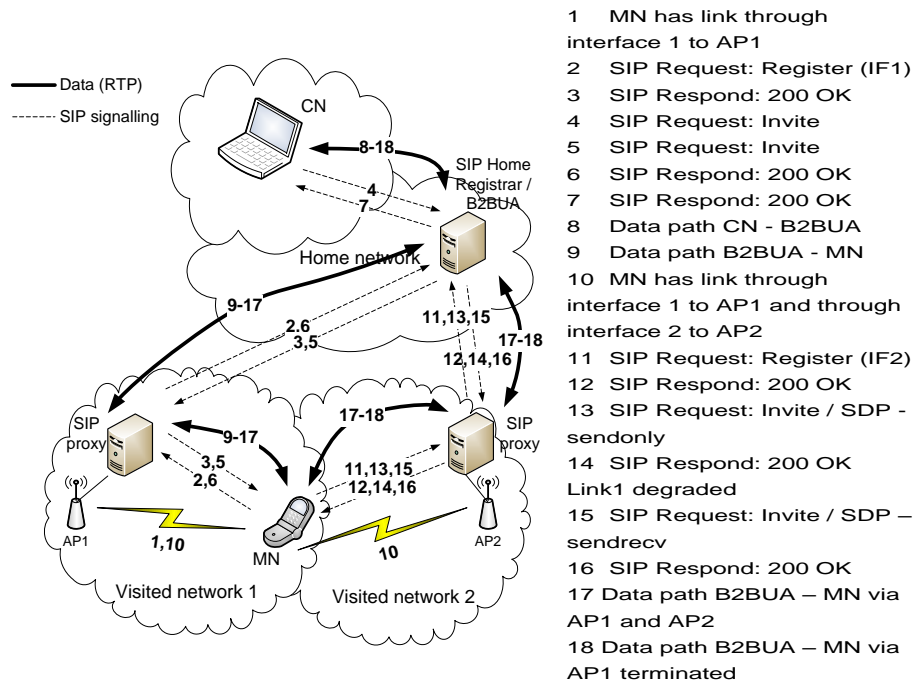 Data (RTP)
SIP signalling
CN
8-18
SIP Home
Registrar /
B2BUA
4
7
Home network
9-17
2.6
3,5
11,13,15
17-18
12,14,16
SIP
proxy
9-17
17-18
SIP
proxy
3,5
2,6
11,13,15
12,14,16
AP1
1,10
MN
10
AP2
Visited network 1
Visited network 2
1 MN has link through
interface 1 to AP1
2 SIP Request: Register (IF1)
3 SIP Respond: 200 OK
4 SIP Request: Invite
5 SIP Request: Invite
6 SIP Respond: 200 OK
7 SIP Respond: 200 OK
8 Data path CN - B2BUA
9 Data path B2BUA - MN
10 MN has link through
interface 1 to AP1 and through
interface 2 to AP2
11 SIP Request: Register (IF2)
12 SIP Respond: 200 OK
13 SIP Request: Invite / SDP -
sendonly
14 SIP Respond: 200 OK
Link1 degraded
15 SIP Request: Invite / SDP –
sendrecv
16 SIP Respond: 200 OK
17 Data path B2BUA – MN via
AP1 and AP2
18 Data path B2BUA – MN via
AP1 terminated